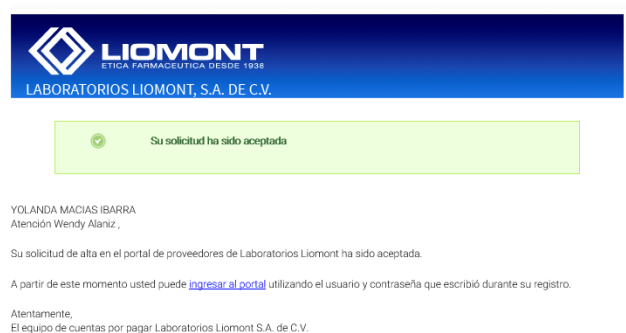 LIOMONT
ETICA FARMACEUTICA DESDE 1938
LABORATORIOS LIOMONT, S.A. DE C.V.
Su solicitud ha sido aceptada
YOLANDA MACIAS IBARRA
Atención Wendy Alaniz ,
Su solicitud de alta en el portal de proveedores de Laboratorios Liomont ha sido aceptada.
A partir de este momento usted puede ingresar al portal utilizando el usuario y contraseña que escribió durante su registro.
Atentamente,
El equipo de cuentas por pagar Laboratorios Liomont S.A. de C.V.